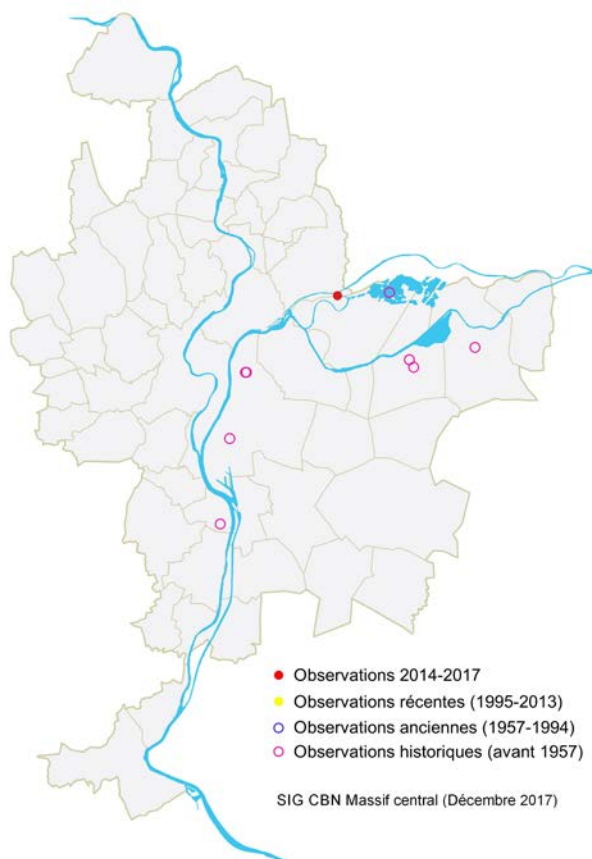 Observations 2014-2017
Observations récentes (1995-2013)
Observations anciennes (1957-1994)
Observations historiques (avant 1957)
SIG CBN Massif central (Décembre 2017)